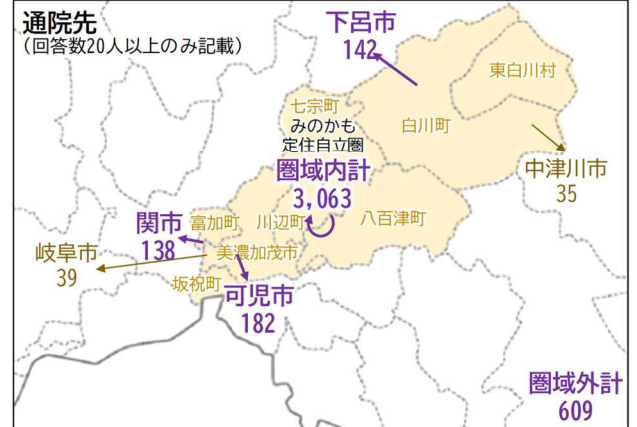 通院先
（回答数20人以上のみ記載）
下呂市
142
東白川村
七宗町
白川町
みのかも
定住自立圏
圏域内計
3,063
中津川市
35
関市
138
富加町
川辺町
八百津町
岐阜市
39
美濃加茂市
坂祝町
可児市
182
圏域外計
609